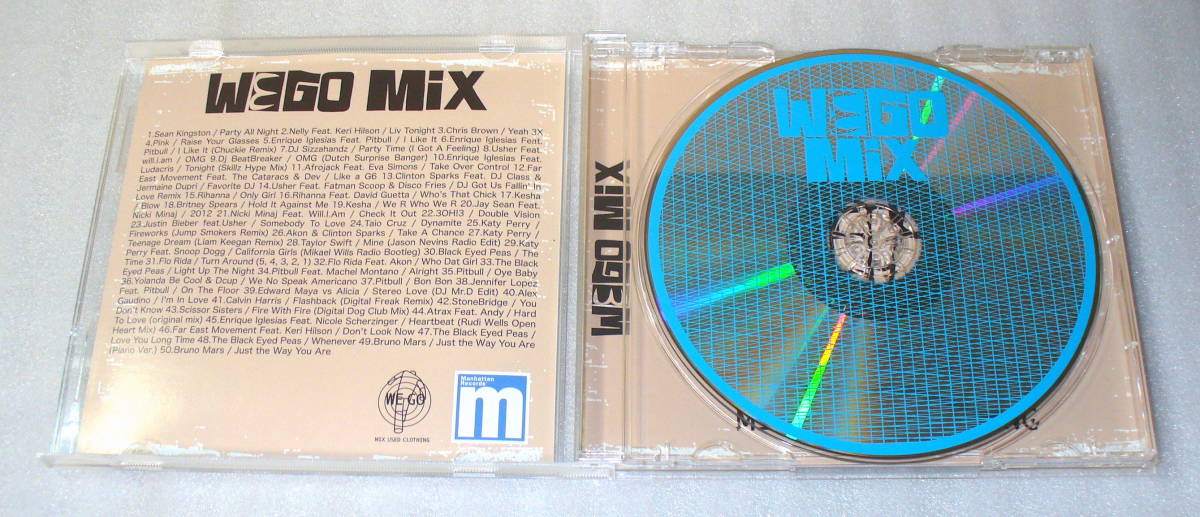 WEGO MiX
1.Sean Kingston / Party All Night 2.Nelly Feat. Keri Hilson / Liv Tonight 3.Chris Brown / Yeah 3X
4.Pink / Raise Your Glasses 5.Enrique Iglesias Feat. Pitbull / I Like It 6.Enrique Iglesias Feat.
Pitbull / I Like It (Chuckie Remix) 7.DJ Sizzahandz / Party Time (I Got A Feeling) 8.Usher Feat.
will.i.am / OMG 9.DJ BeatBreaker / OMG (Dutch Surprise Banger) 10.Enrique Iglesias Feat.
Ludacris / Tonight (Skillz Hype Mix) 11.Afrojack Feat. Eva Simons / Take Over Control 12.Far
East Movement Feat. The Cataracs & Dev / Like a G6 13.Clinton Sparks Feat. DJ Class &
Jermaine Dupri / Favorite DJ 14.Usher Feat. Fatman Scoop & Disco Fries / DJ Got Us Fallin' In
Love Remix 15.Rihanna / Only Girl 16.Rihanna Feat. David Guetta / Who's That Chick 17.Kesha
/ Blow 18.Britney Spears / Hold It Against Me 19.Kesha / We R Who We R 20.Jay Sean Feat.
Nicki Minaj / 2012 21.Nicki Minaj Feat. Will.I.Am / Check It Out 22.3OH!3 / Double Vision
23.Justin Bieber feat.Usher / Somebody To Love 24.Taio Cruz / Dynamite 25.Katy Perry /
Fireworks (Jump Smokers Remix) 26.Akon & Clinton Sparks / Take A Chance 27.Katy Perry /
Teenage Dream (Liam Keegan Remix) 28.Taylor Swift / Mine (Jason Nevins Radio Edit) 29.Katy
Perry Feat. Snoop Dogg / California Girls (Mikael Wills Radio Bootleg) 30.Black Eyed Peas / The
Time 31.Flo Rida / Turn Around (5, 4, 3, 2, 1) 32.Flo Rida Feat. Akon / Who Dat Girl 33.The Black
Eyed Peas / Light Up The Night 34.Pitbull Feat. Machel Montano / Alright 35.Pitbull / Oye Baby
36.Yolanda Be Cool & Dcup / We No Speak Americano 37.Pitbull / Bon Bon 38.Jennifer Lopez
Feat. Pitbull / On The Floor 39.Edward Maya vs Alicia / Stereo Love (DJ Mr.D Edit) 40.Alex
Gaudino / I'm In Love 41.Calvin Harris / Flashback (Digital Freak Remix) 42.StoneBridge / You
Don't Know 43.Scissor Sisters / Fire With Fire (Digital Dog Club Mix) 44.Atrax Feat. Andy / Hard
To Love (original mix) 45.Enrique Iglesias Feat. Nicole Scherzinger / Heartbeat (Rudi Wells Open
Heart Mix) 46.Far East Movement Feat. Keri Hilson / Don't Look Now 47.The Black Eyed Peas /
Love You Long Time 48.The Black Eyed Peas / Whenever 49.Bruno Mars / Just the Way You Are
(Piano Ver.) 50.Bruno Mars / Just the Way You Are
WE GO
MIX USED CLOTHING
Manhattan
Records
m
WEGO MiX
WEGO
MiX